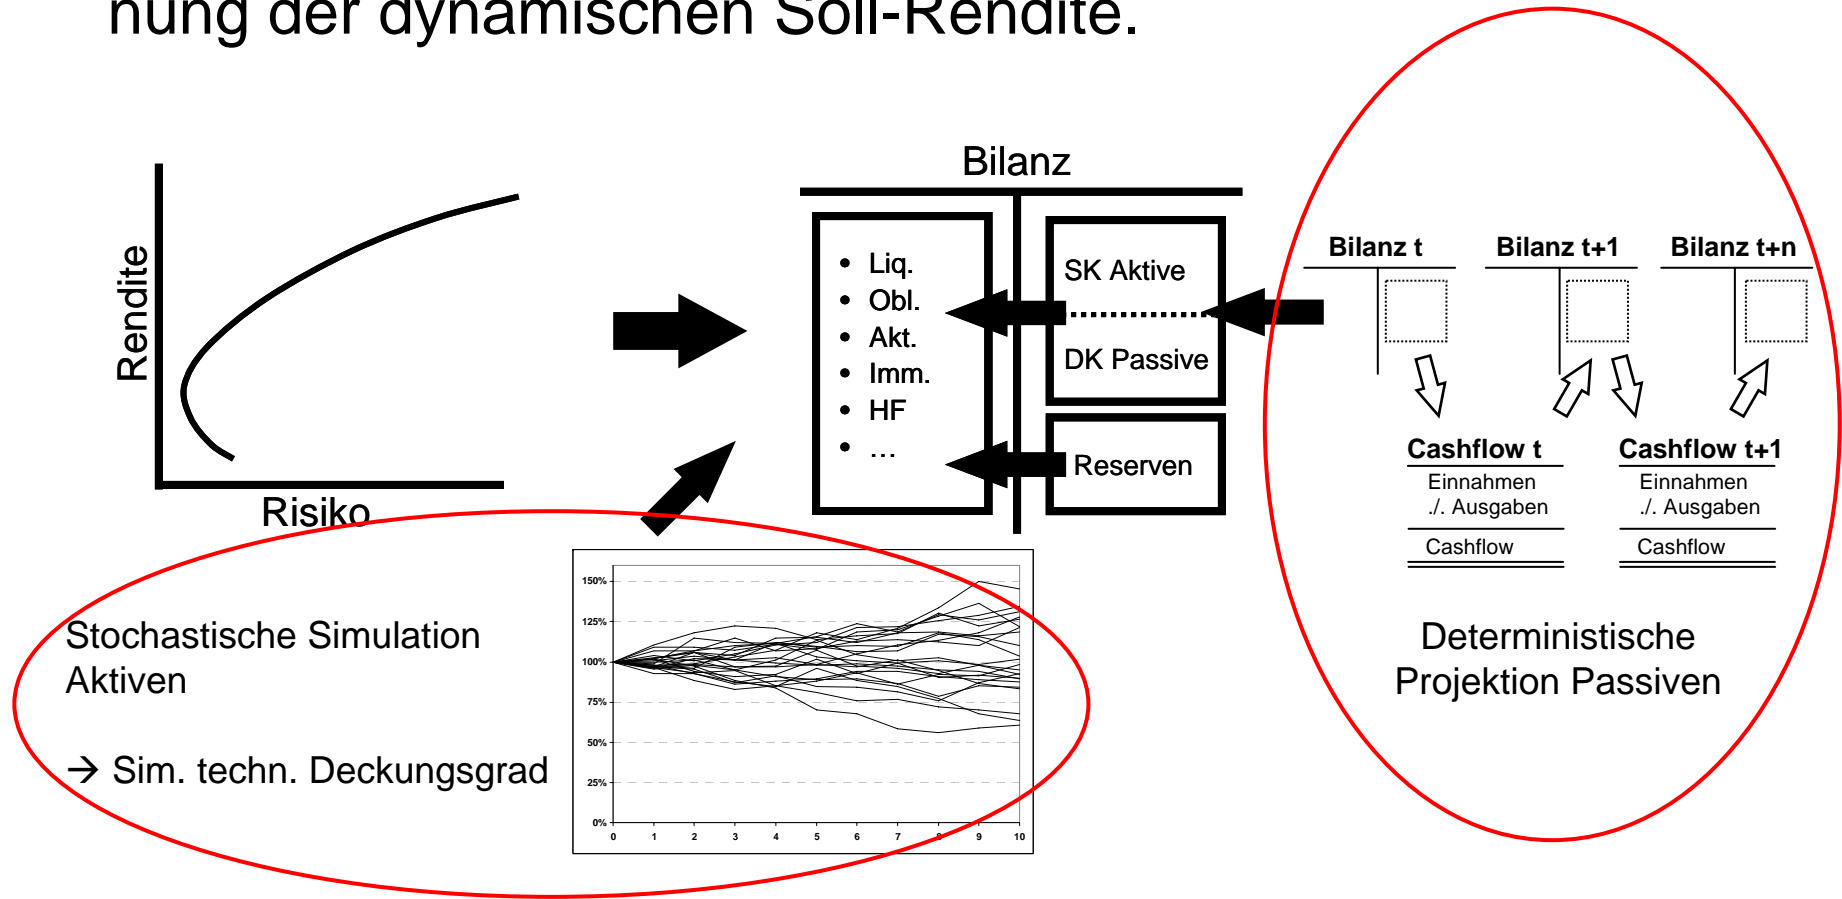 nung der dynamischen Soll-Rendite.
Rendite
Risiko
Bilanz
• Liq.
• Obl.
• Akt.
• Imm.
• HF
• …
SK Aktive
DK Passive
Reserven
Bilanz t
Bilanz t+1
Bilanz t+n
Cashflow t
Einnahmen
./. Ausgaben
Cashflow
Cashflow t+1
Einnahmen
./. Ausgaben
Cashflow
Deterministische
Projektion Passiven
Stochastische Simulation
Aktiven
→ Sim. techn. Deckungsgrad
150%
125%
100%
75%
50%
25%
0%
0 1 2 3 4 5 6 7 8 9 10